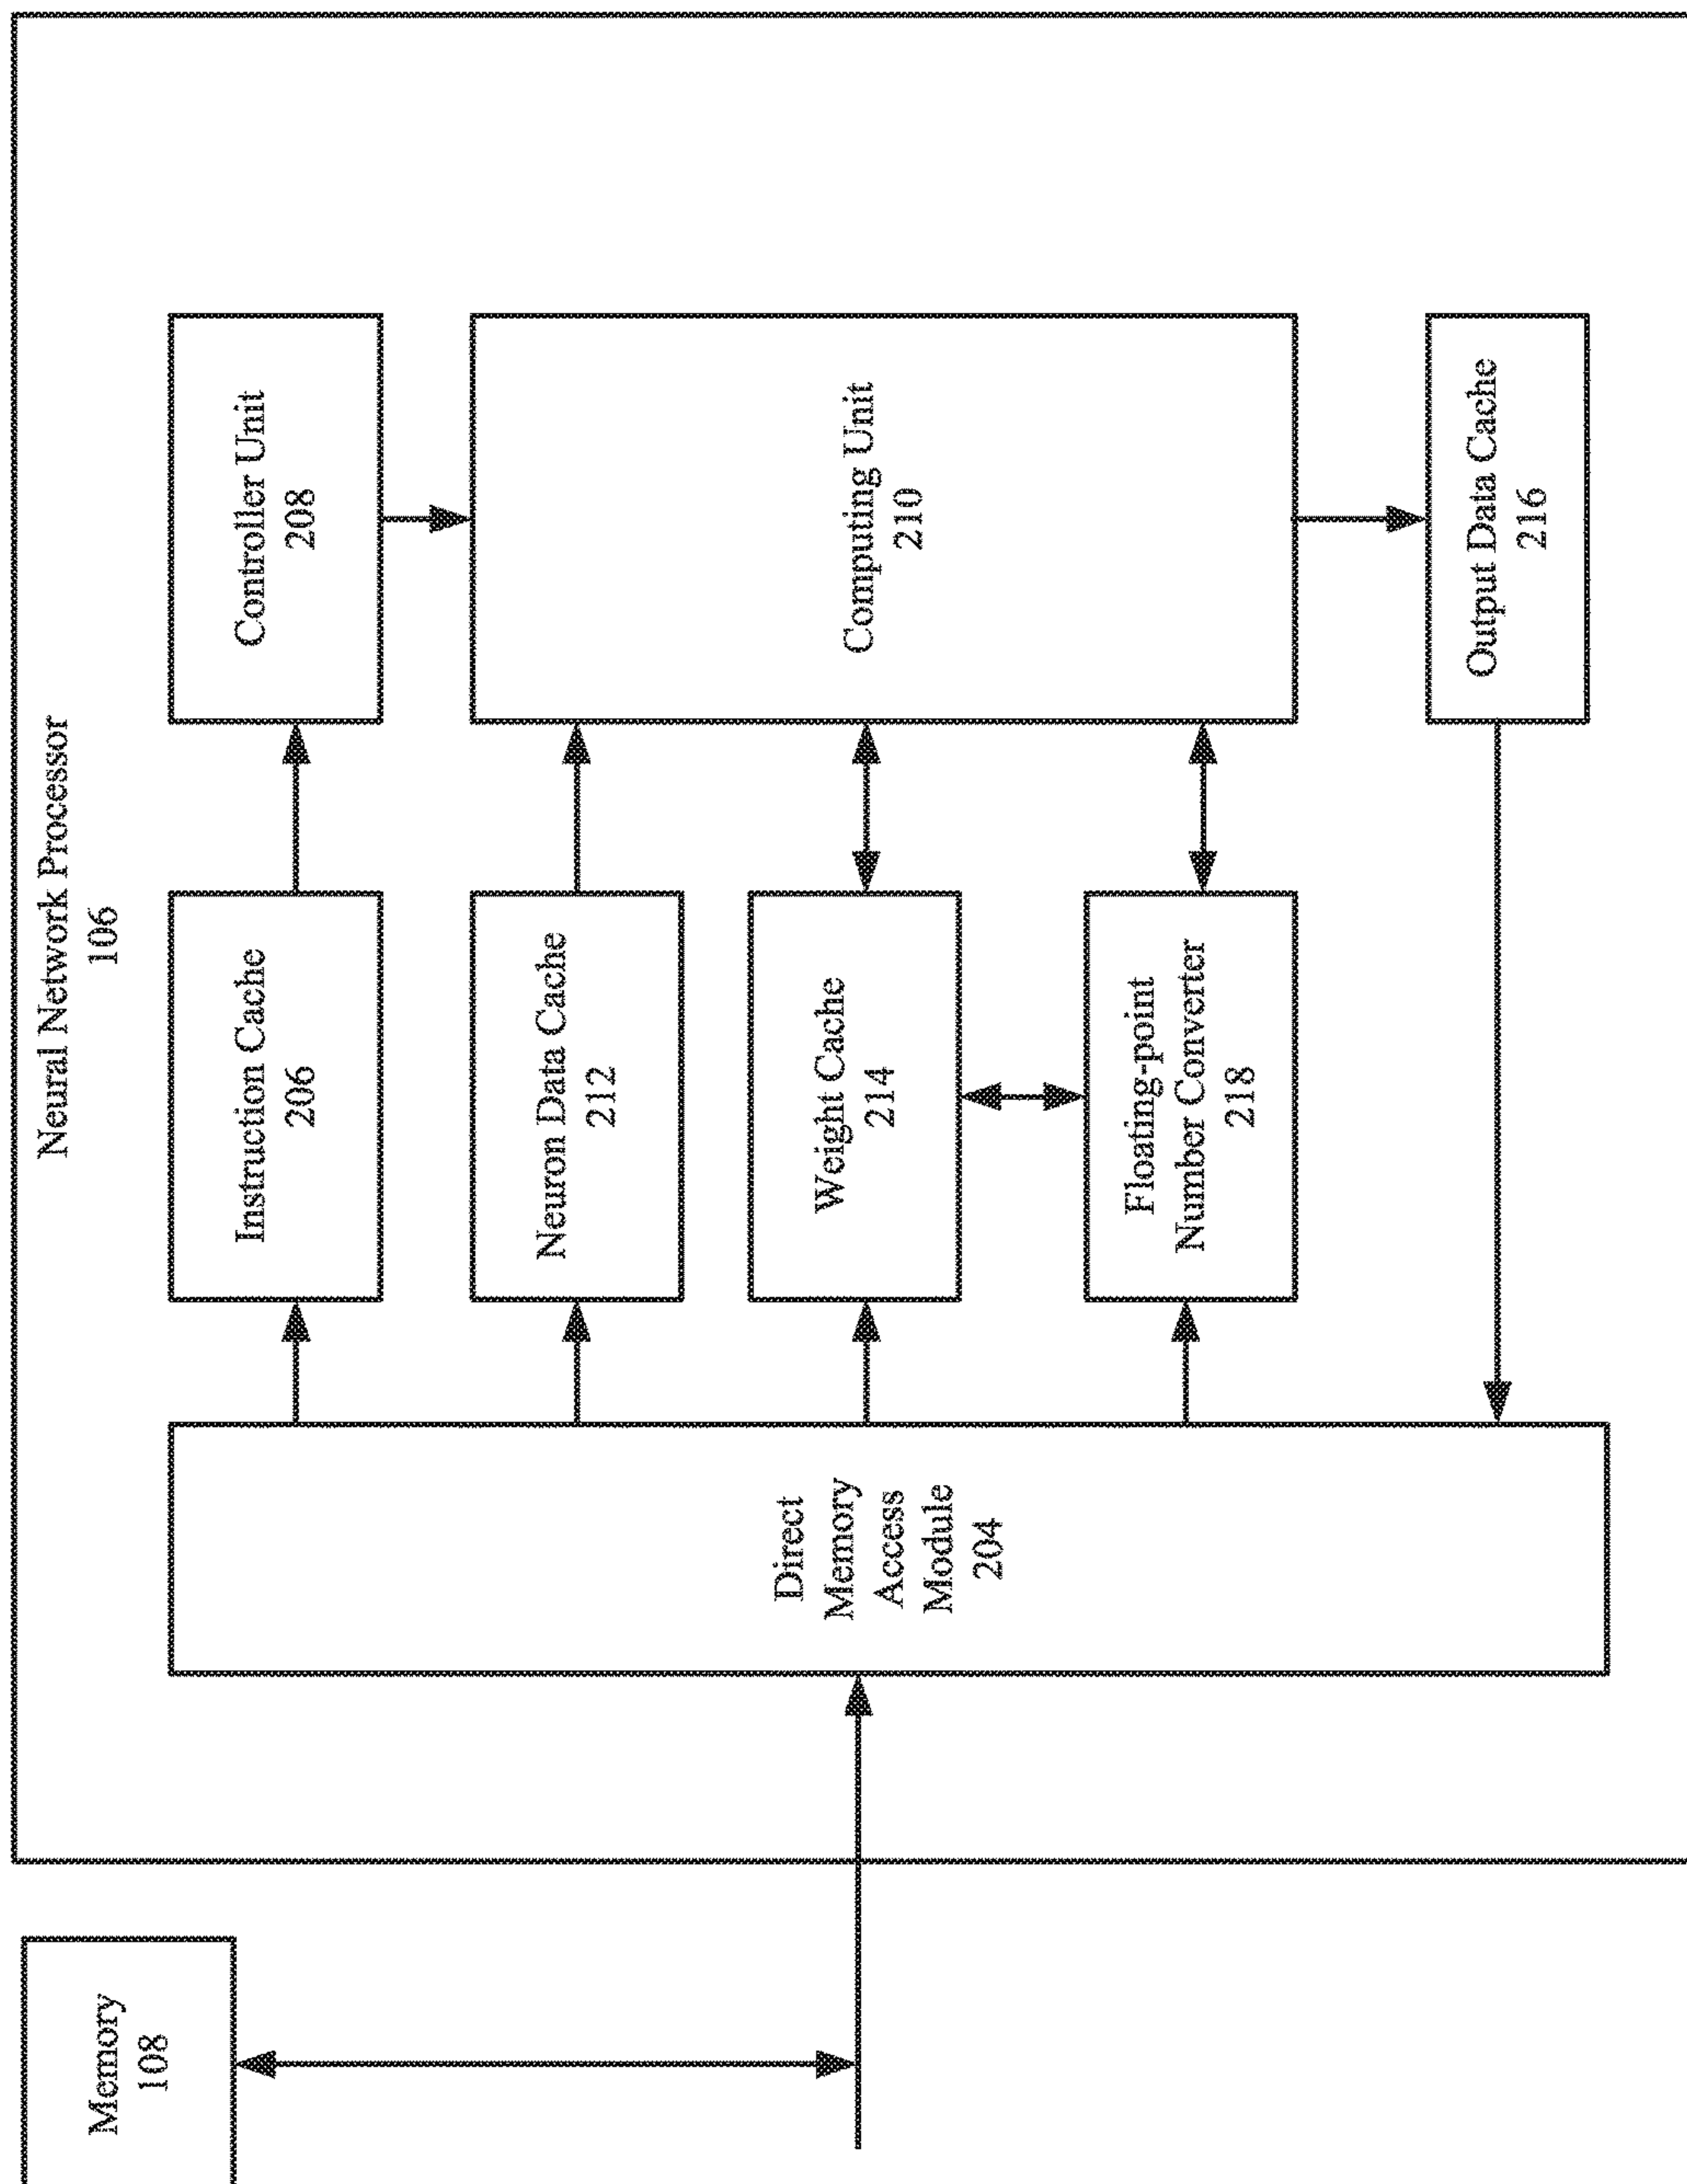 Neural Network Processor
106
Memory
108
Direct
Memory
Access
Module
204
Instruction Cache
206
Controller Unit
208
Neuron Data Cache
212
Computing Unit
210
Weight Cache
214
Floating-point
Number Converter
218
Output Data Cache
216